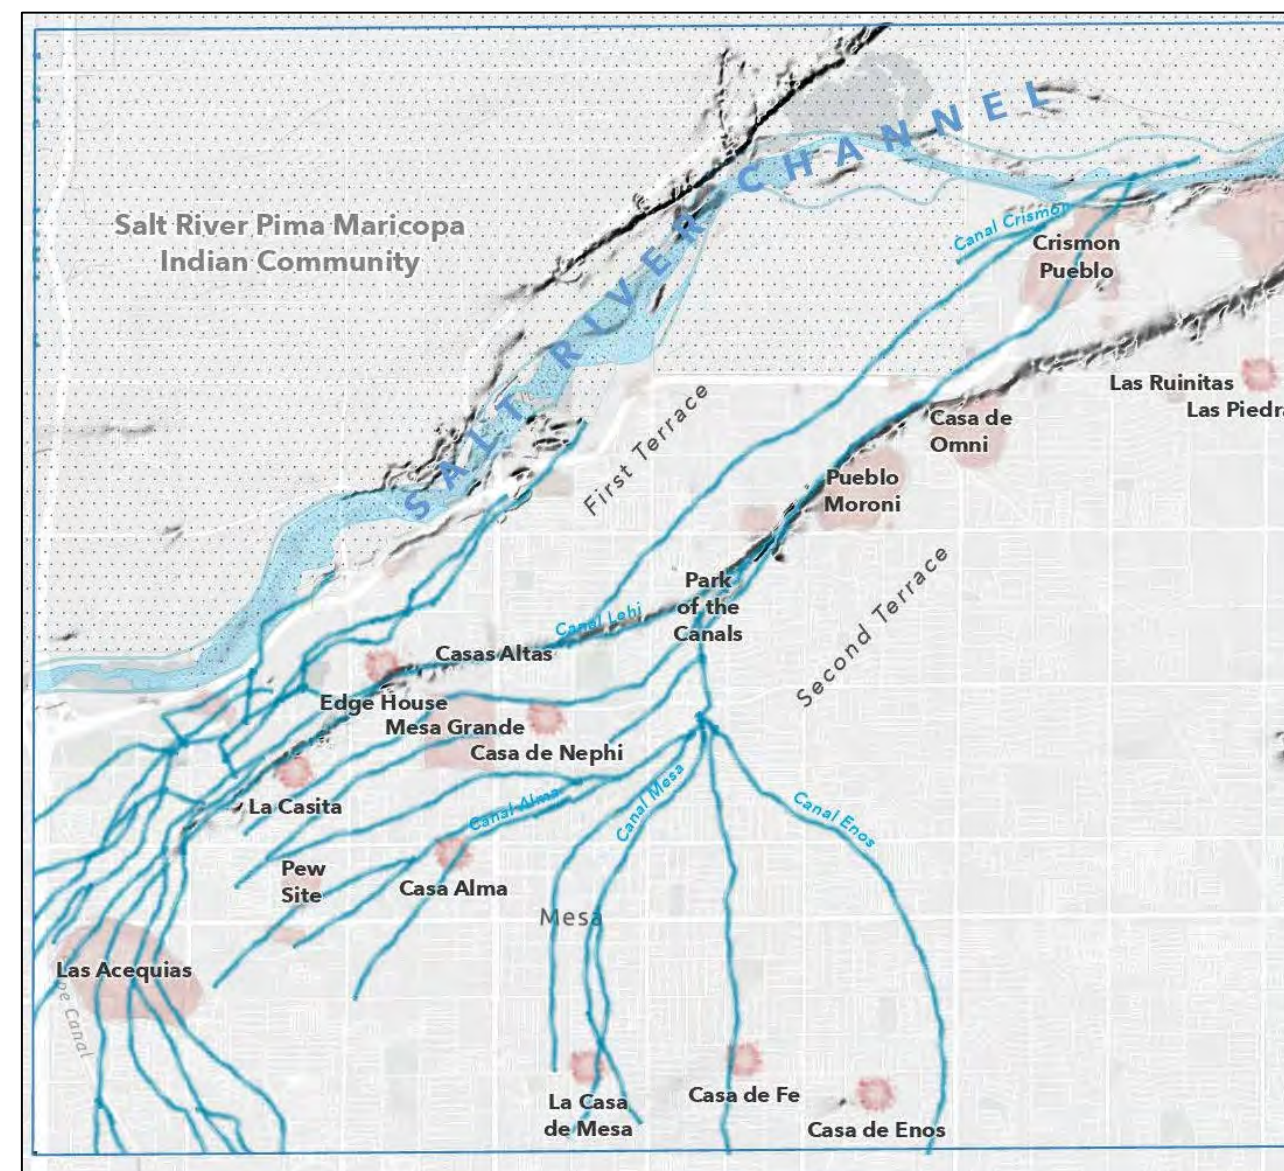 SALT RIVER CHANNEL
Salt River Pima Maricopa
Indian Community
Canal Crismon
Crismon
Pueblo
Las Ruinitas
Las Piedr
First Terrace
Casa de
Omni
Pueblo
Moroni
Park
of the
Canals
Second Terrace
Canal Lehi
Casas Altas
Edge House
Mesa Grande
Casa de Nephi
La Casita
Canal Alma
Canal Mesa
Canal Enos
Pew
Site
Casa Alma
Mesa
Las Acequias
pe Canal
La Casa
de Mesa
Casa de Fe
Casa de Enos